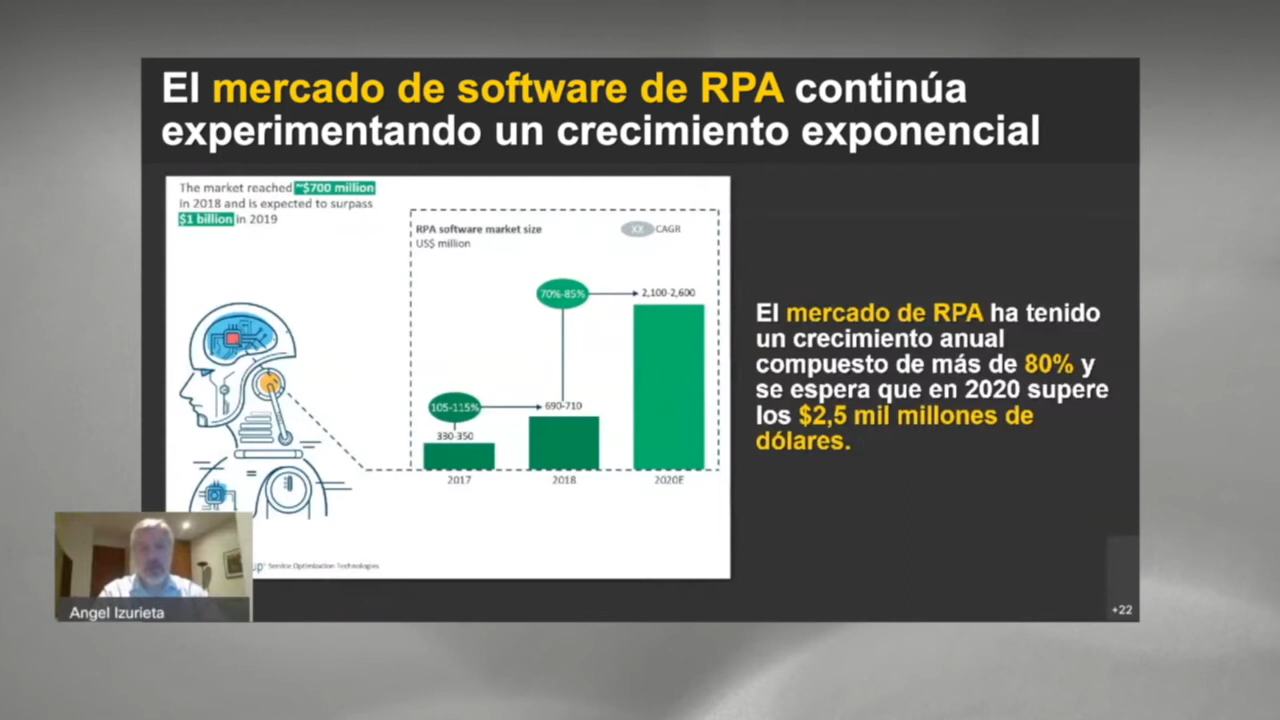 El mercado de software de RPA continúa
experimentando un crecimiento exponencial
The market reached ~$700 million
in 2018 and is expected to surpass
$1 billion in 2019
RPA software market size
US$ million
XX CAGR
70%-85%
2,100-2,600
105-115%
690-710
330-350
2017
2018
2020E
Service Optimization Technologies
El mercado de RPA ha tenido
un crecimiento anual
compuesto de más de 80% y
se espera que en 2020 supere
los $2,5 mil millones de
dólares.
Angel Izurieta
+22